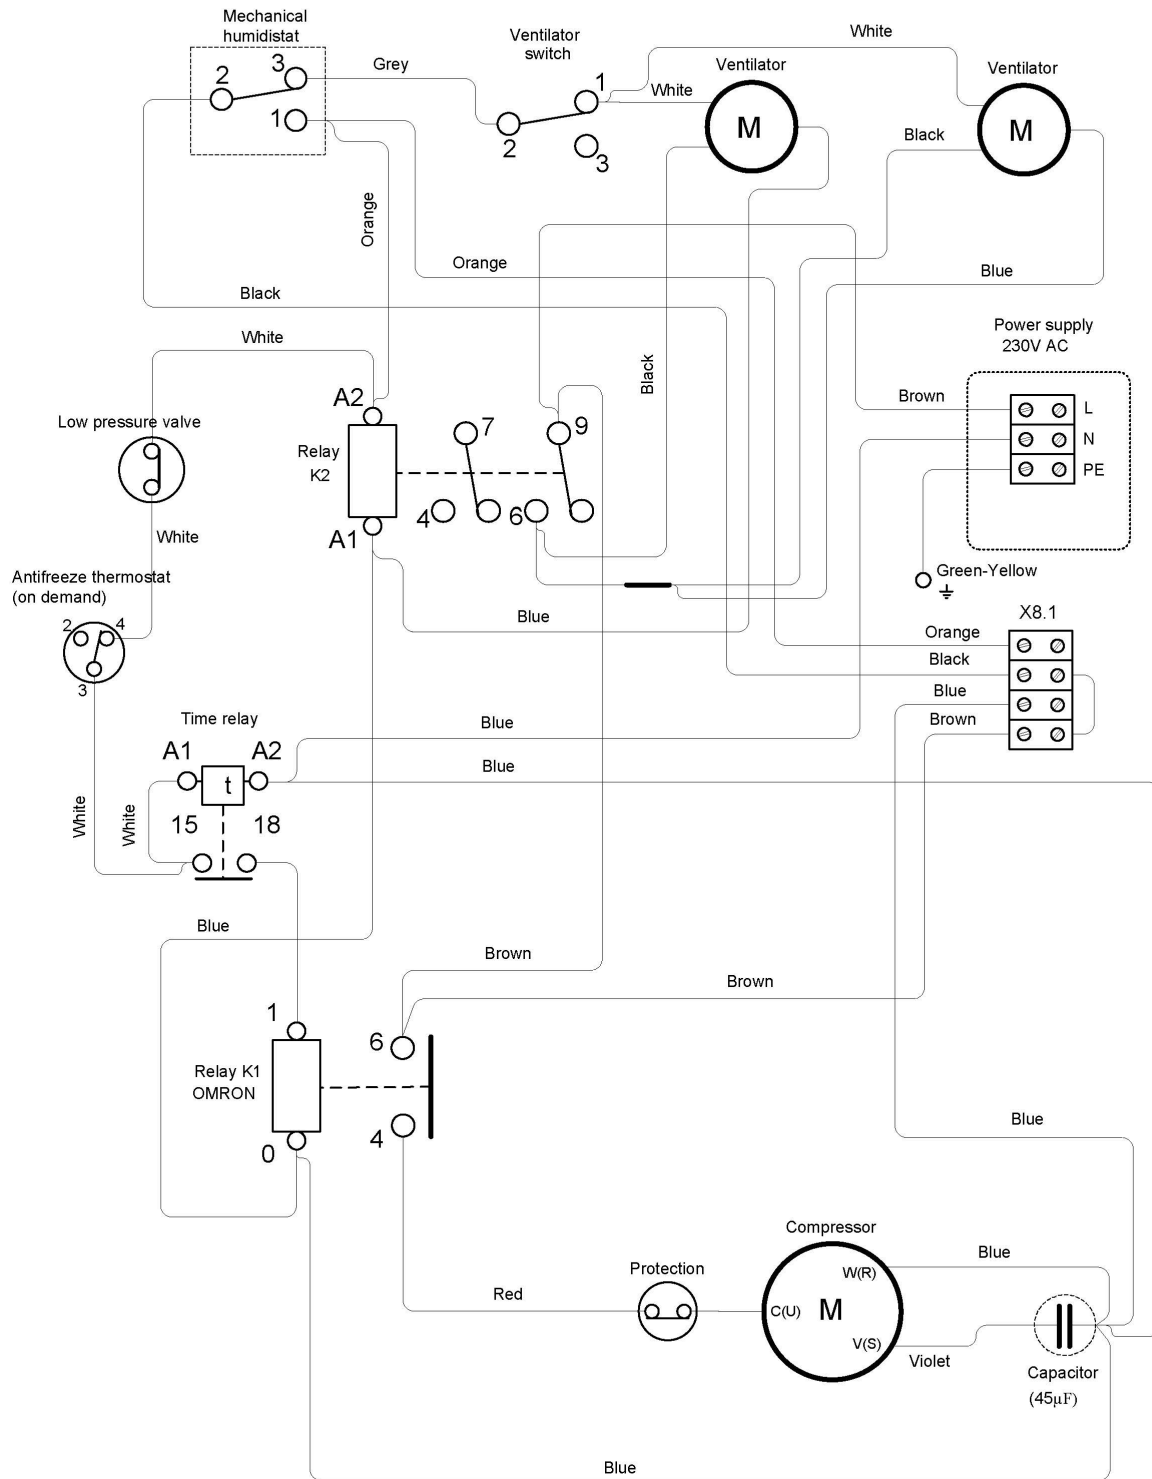 Mechanical
humidistat
Ventilator
switch
White
Ventilator
Ventilator
3
Grey
2
1
White
1
M
M
2
3
Black
Orange
Orange
Blue
Black
Power supply
230V AC
White
Black
Brown
L
N
PE
A2
Low pressure valve
Relay
K2
7
9
4
6
A1
White
Antifreeze thermostat
(on demand)
Green-Yellow
2
4
3
Blue
X8.1
Orange
Black
Blue
Brown
Time relay
Blue
A1
A2
t
Blue
White
White
15
18
Blue
Brown
Brown
1
6
Relay K1
OMRON
4
0
Blue
Compressor
Blue
Protection
W(R)
Red
C(U)
M
V(S)
Violet
Capacitor
(45µF)
Blue